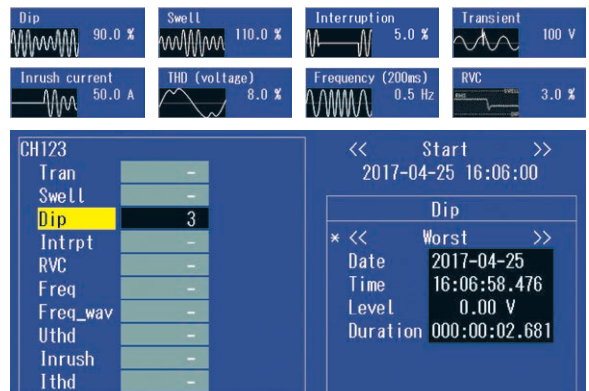 Dip Swell Interruption Transient
90.0 % 110.0 % 5.0 % 100 V
Inrush current THD (voltage) Frequency (200ms) RVC
50.0 A 8.0 % 0.5 Hz 3.0 %
RMS SWELL
DIP
CH123
Tran -
Swell -
Dip 3
Intrpt -
RVC -
Freq -
Freq_wav -
Uthd -
Inrush -
Ithd -
<< Start >>
2017-04-25 16:06:00
Dip
* << Worst >>
Date 2017-04-25
Time 16:06:58.476
Level 0.00 V
Duration 000:00:02.681